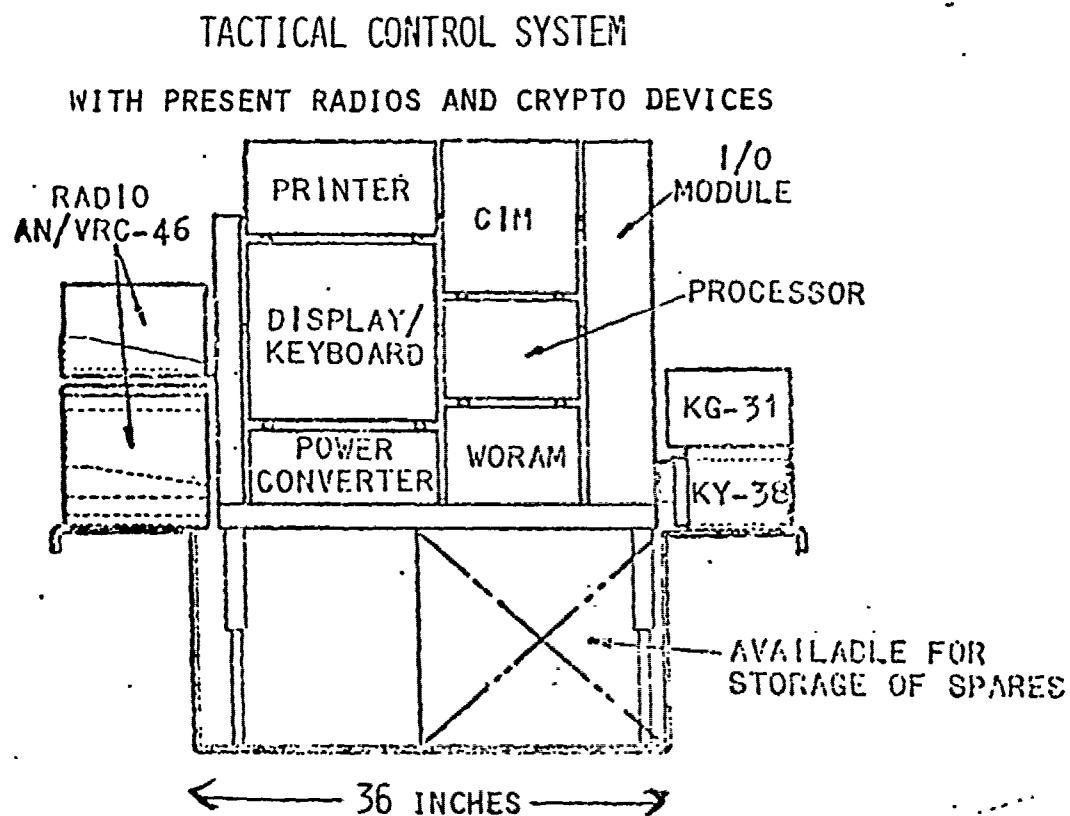 TACTICAL CONTROL SYSTEM
WITH PRESENT RADIOS AND CRYPTO DEVICES
RADIO
AN/VRC-46
PRINTER
CIM
I/O
MODULE
PROCESSOR
DISPLAY/
KEYBOARD
KG-31
POWER
CONVERTER
WORAM
KY-38
AVAILABLE FOR
STORAGE OF SPARES
36 INCHES